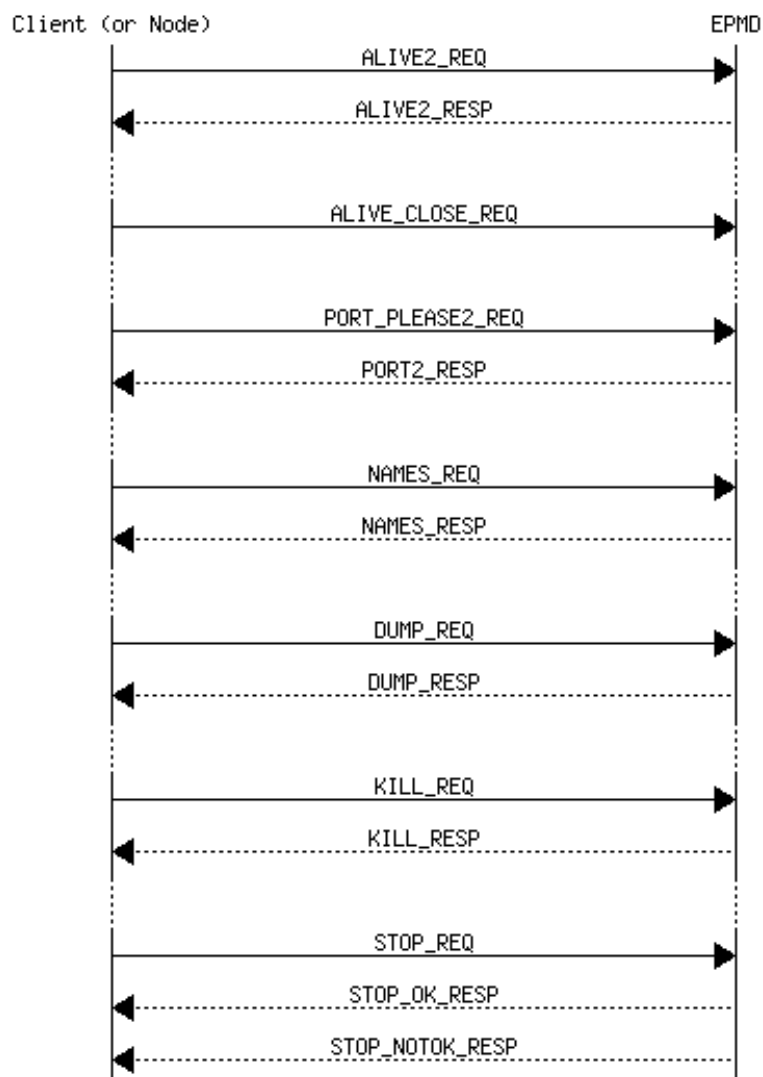 Client (or Node) EPMD
ALIVE2_REQ
ALIVE2_RESP
ALIVE_CLOSE_REQ
PORT_PLEASE2_REQ
PORT2_RESP
NAMES_REQ
NAMES_RESP
DUMP_REQ
DUMP_RESP
KILL_REQ
KILL_RESP
STOP_REQ
STOP_OK_RESP
STOP_NOTOK_RESP